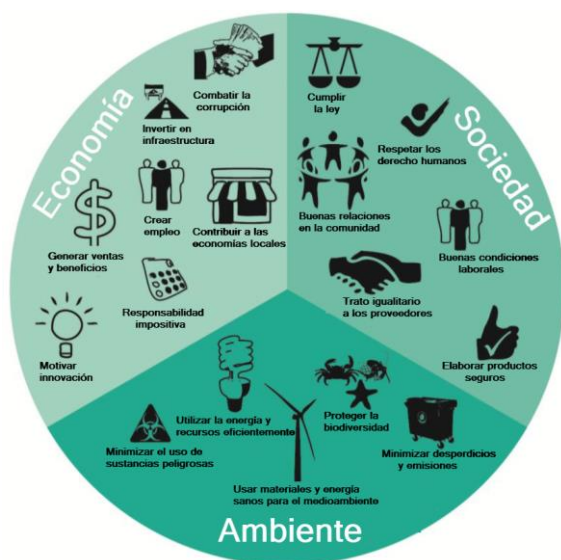 Economía
Combatir la
corrupción
Invertir en
infraestructura
Crear
empleo
Contribuir a las
economías locales
Generar ventas
y beneficios
Responsabilidad
impositiva
Motivar
innovación
Sociedad
Cumplir
la ley
Respetar los
derecho humanos
Buenas relaciones
en la comunidad
Buenas condiciones
laborales
Trato igualitario
a los proveedores
Elaborar productos
seguros
Utilizar la energía y
recursos eficientemente
Proteger la
biodiversidad
Minimizar el uso de
sustancias peligrosas
Minimizar desperdicios
y emisiones
Usar materiales y energía
sanos para el medioambiente
Ambiente